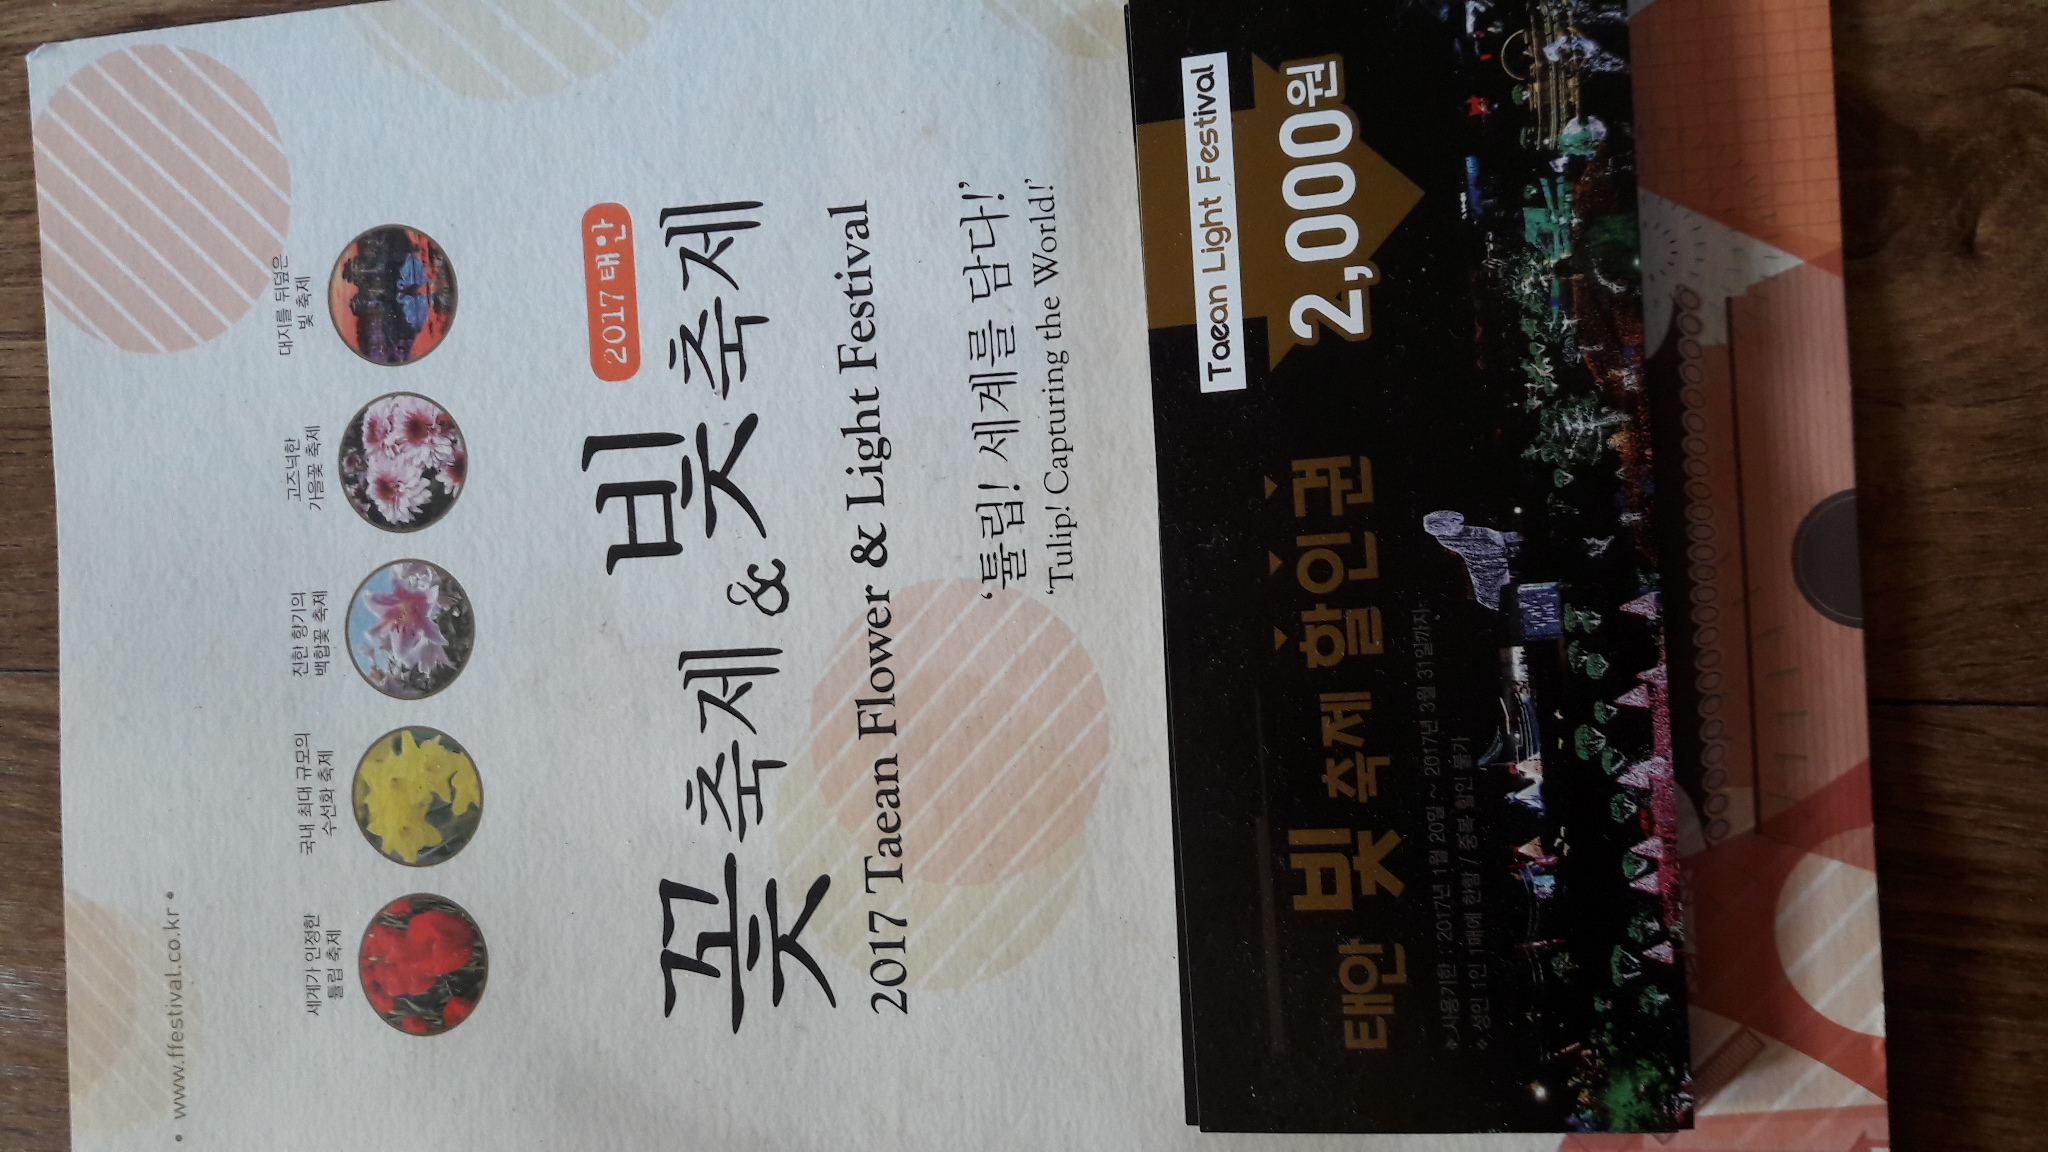 • www.ffestival.co.kr •
세계가 인정한
튤립 축제
국내 최대 규모의
수선화 축제
진한 향기의
백합꽃 축제
고즈넉한
가을꽃 축제
대지를 뒤덮은
빛 축제
2017 태안
꽃축제 & 빛축제
2017 Taean Flower & Light Festival
‘튤립! 세계를 담다!’
‘Tulip! Capturing the World!’
Taean Light Festival
태안 빛 축제 할인권 2,000원
*사용기한 : 2017년 1월 20일 ~ 2017년 3월 31일까지
*성인 1인 1매에 한함 / 중복 할인 불가